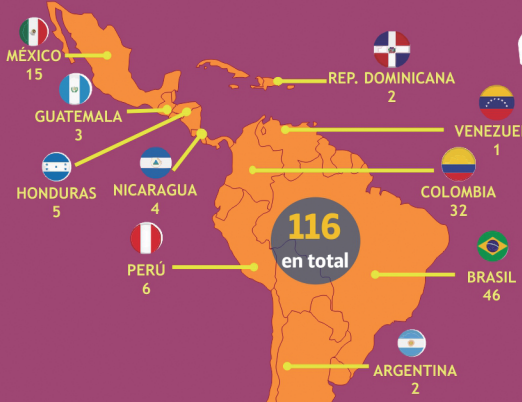 MÉXICO
15
GUATEMALA
3
HONDURAS
5
NICARAGUA
4
PERÚ
6
REP. DOMINICANA
2
VENEZUE
1
COLOMBIA
32
116
en total
BRASIL
46
ARGENTINA
2